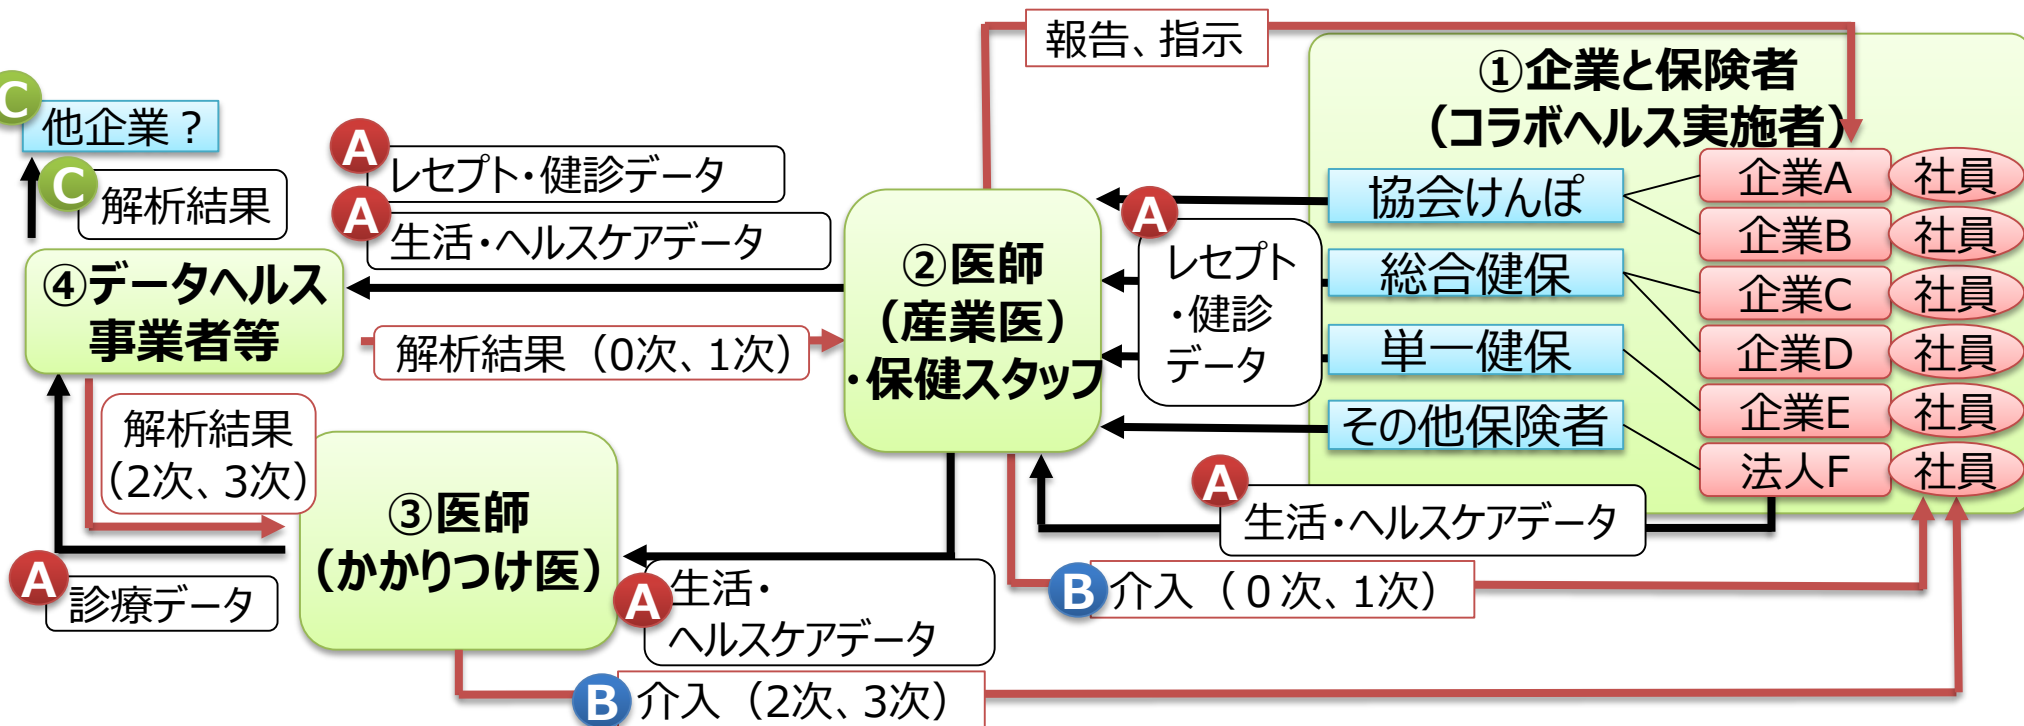 報告、指示
①企業と保険者
（コラボヘルス実施者）
C
他企業？
C
解析結果
A
レセプト・健診データ
A
生活・ヘルスケアデータ
④データヘルス
事業者等
解析結果（0次、1次）
②医師
（産業医）
・保健スタッフ
A
レセプト
・健診
データ
協会けんぽ
総合健保
単一健保
その他保険者
企業A
社員
企業B
社員
企業C
社員
企業D
社員
企業E
社員
法人F
社員
解析結果
（2次、3次）
③医師
（かかりつけ医）
A
診療データ
A
生活・
ヘルスケアデータ
A
生活・ヘルスケアデータ
B
介入（０次、1次）
B
介入（2次、3次）